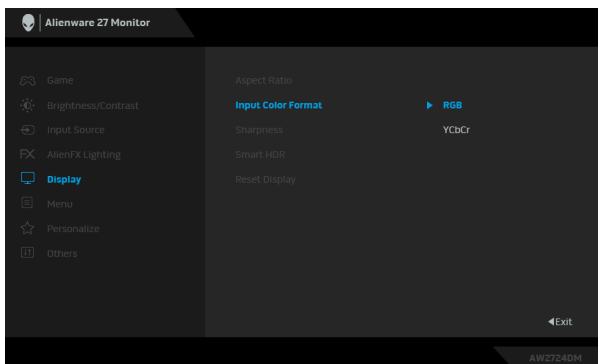 Alienware 27 Monitor
Game
Brightness/Contrast
Input Source
AlienFX Lighting
Display
Menu
Personalize
Others
Aspect Ratio
Input Color Format
Sharpness
Smart HDR
Reset Display
RGB
YCbCr
Exit
AW2724DM